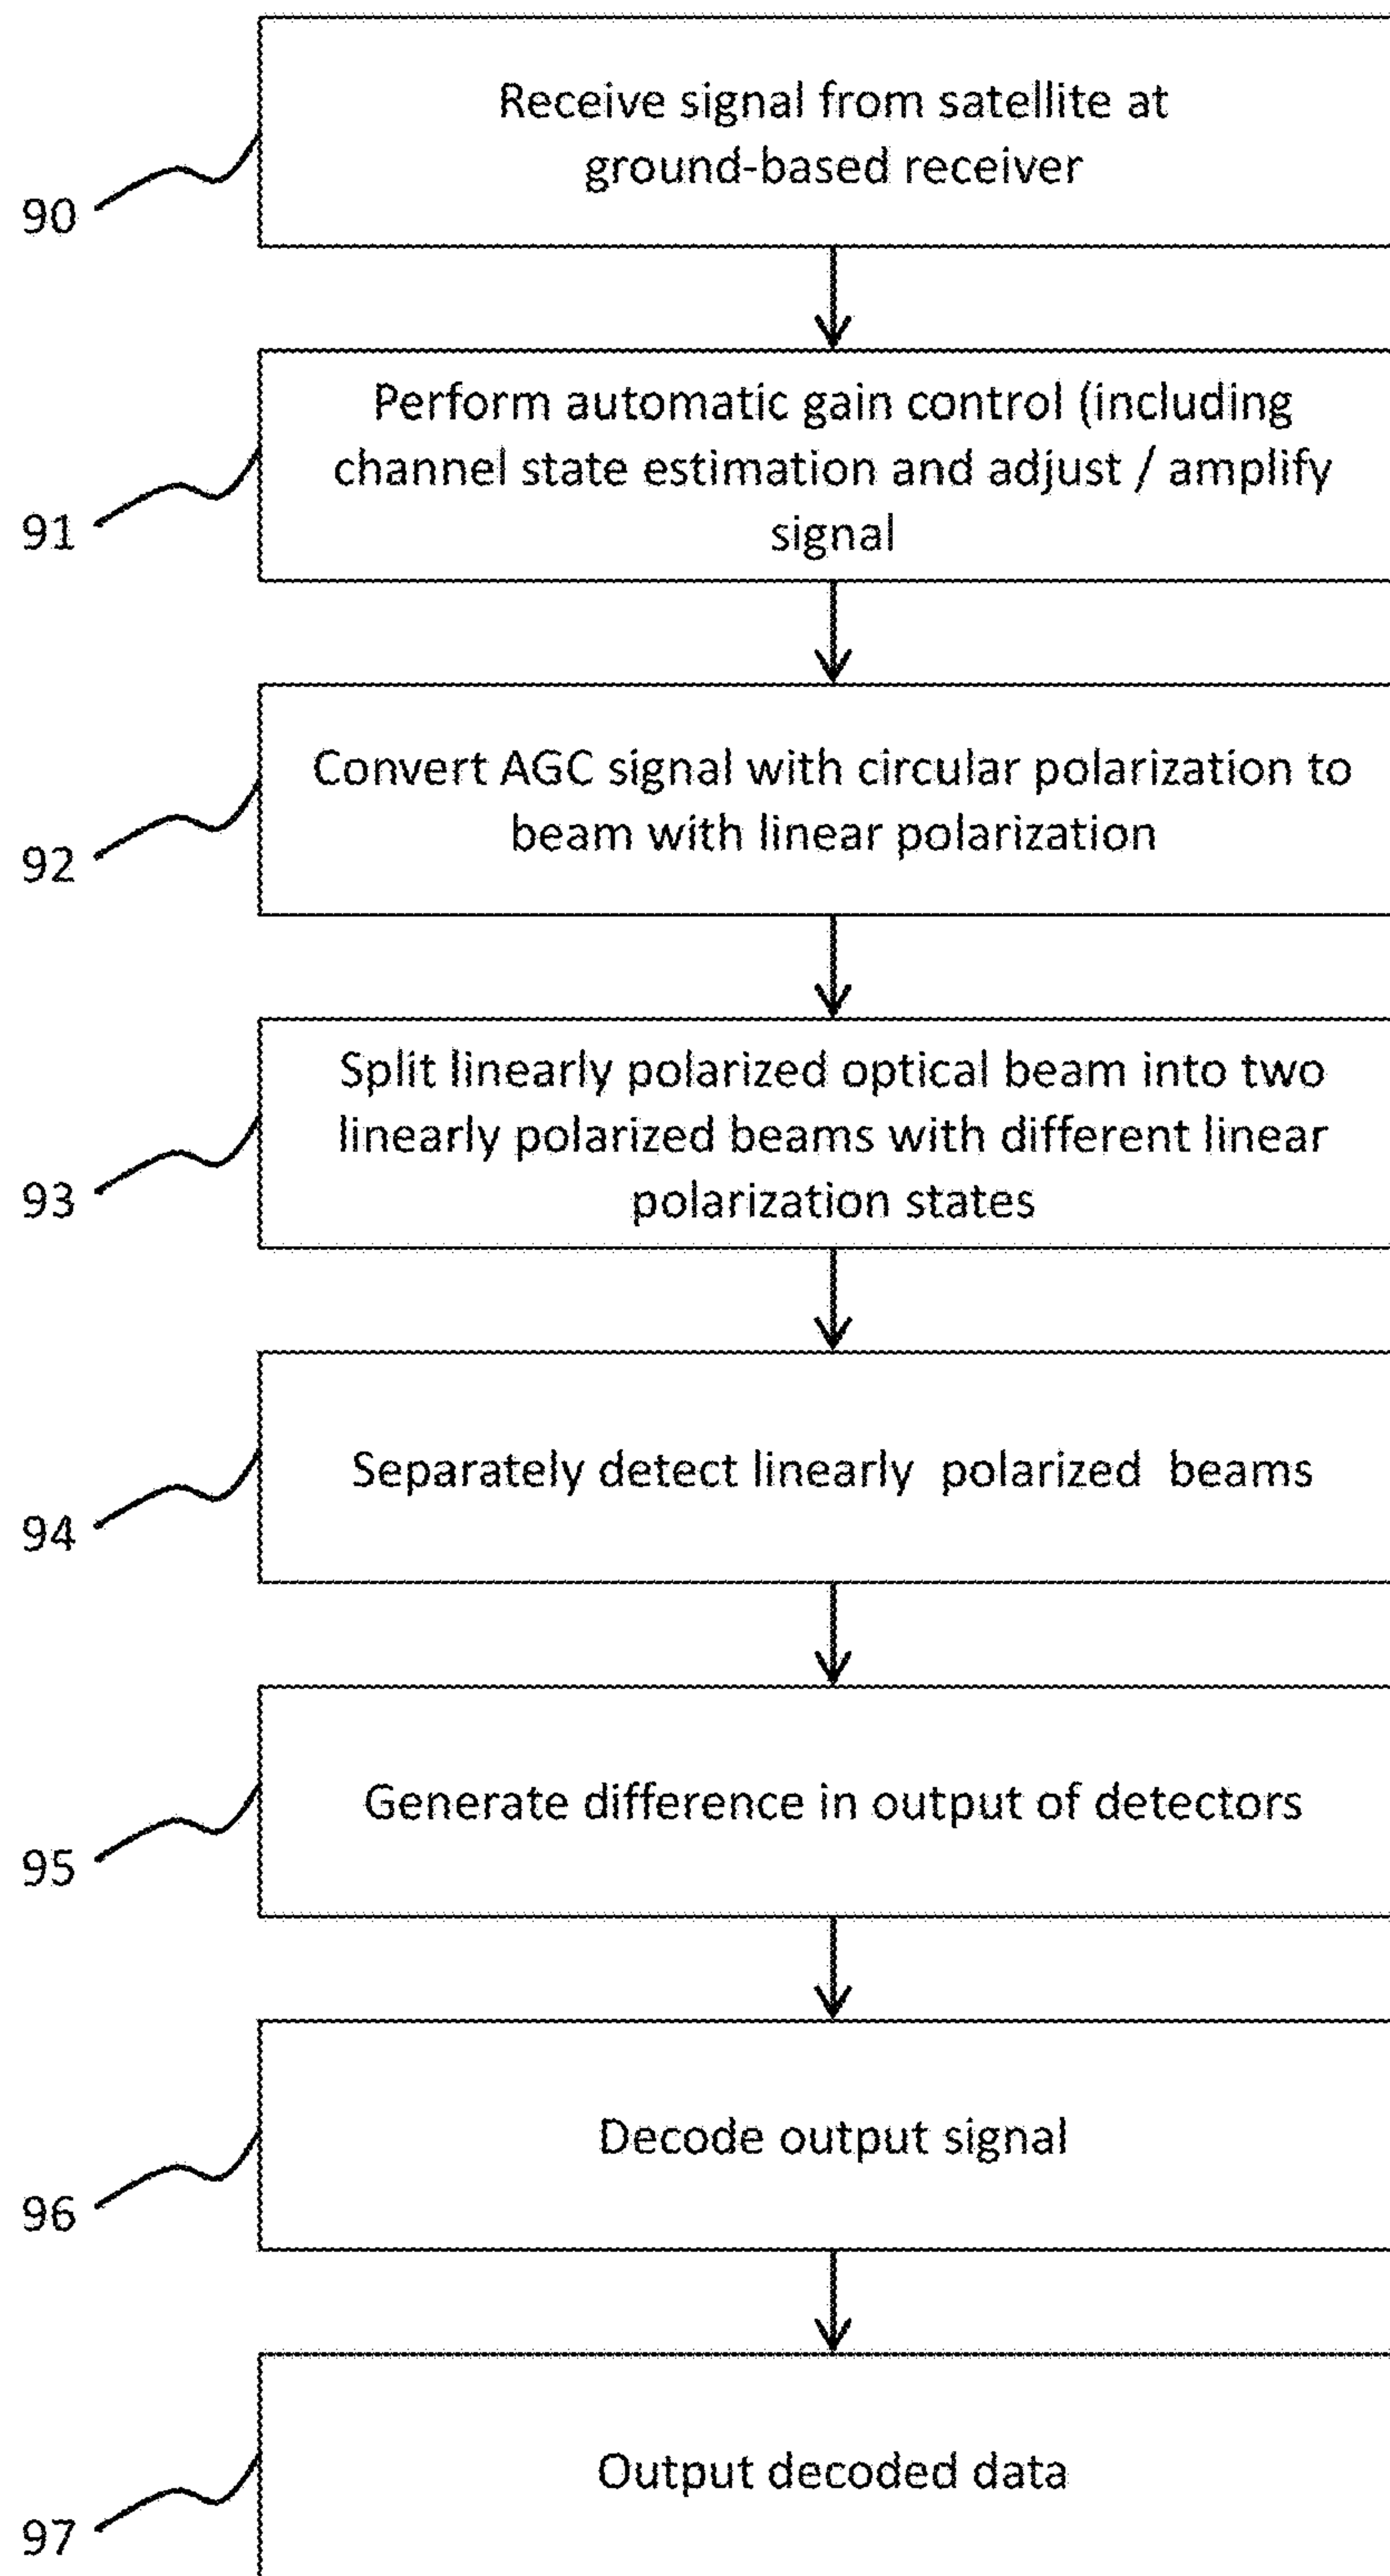 Receive signal from satellite at
ground-based receiver
90
Perform automatic gain control (including
channel state estimation and adjust / amplify
signal
91
Convert AGC signal with circular polarization to
beam with linear polarization
92
Split linearly polarized optical beam into two
linearly polarized beams with different linear
polarization states
93
Separately detect linearly polarized beams
94
Generate difference in output of detectors
95
Decode output signal
96
Output decoded data
97